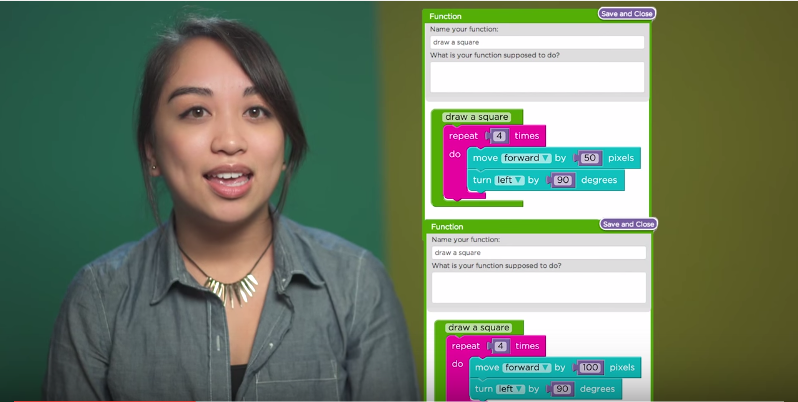 Function
Save and Close
Name your function:
draw a square
What is your function supposed to do?
draw a square
repeat 4 times
do
move forward by 50 pixels
turn left by 90 degrees
Function
Save and Close
Name your function:
draw a square
What is your function supposed to do?
draw a square
repeat 4 times
do
move forward by 100 pixels
turn left by 90 degrees